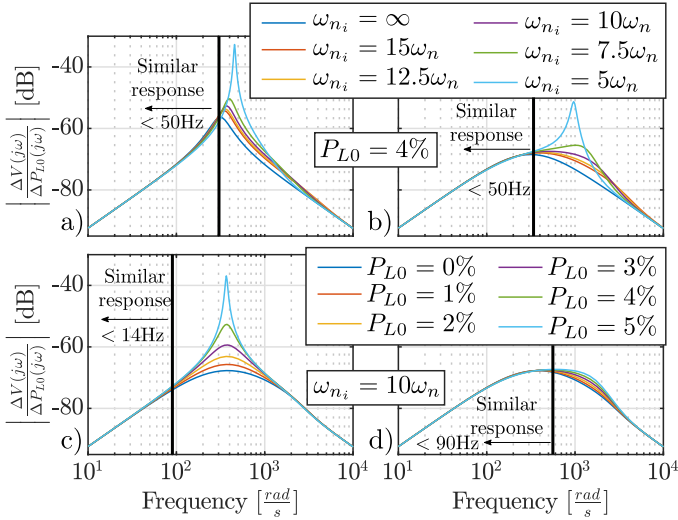 ω_{n_i} = ∞
ω_{n_i} = 15ω_n
ω_{n_i} = 12.5ω_n
ω_{n_i} = 10ω_n
ω_{n_i} = 7.5ω_n
ω_{n_i} = 5ω_n
|ΔV(jω)/ΔP_{L0}(jω)| [dB]
-40
-60
-80
Similar
response
< 50Hz
a)
P_{L0} = 4%
Similar
response
< 50Hz
b)
P_{L0} = 0%
P_{L0} = 1%
P_{L0} = 2%
P_{L0} = 3%
P_{L0} = 4%
P_{L0} = 5%
|ΔV(jω)/ΔP_{L0}(jω)| [dB]
-40
-60
-80
Similar
response
< 14Hz
c)
ω_{n_i} = 10ω_n
Similar
response
< 90Hz
d)
10^1 10^2 10^3 10^4
10^1 10^2 10^3 10^4
Frequency [rad/s]
Frequency [rad/s]